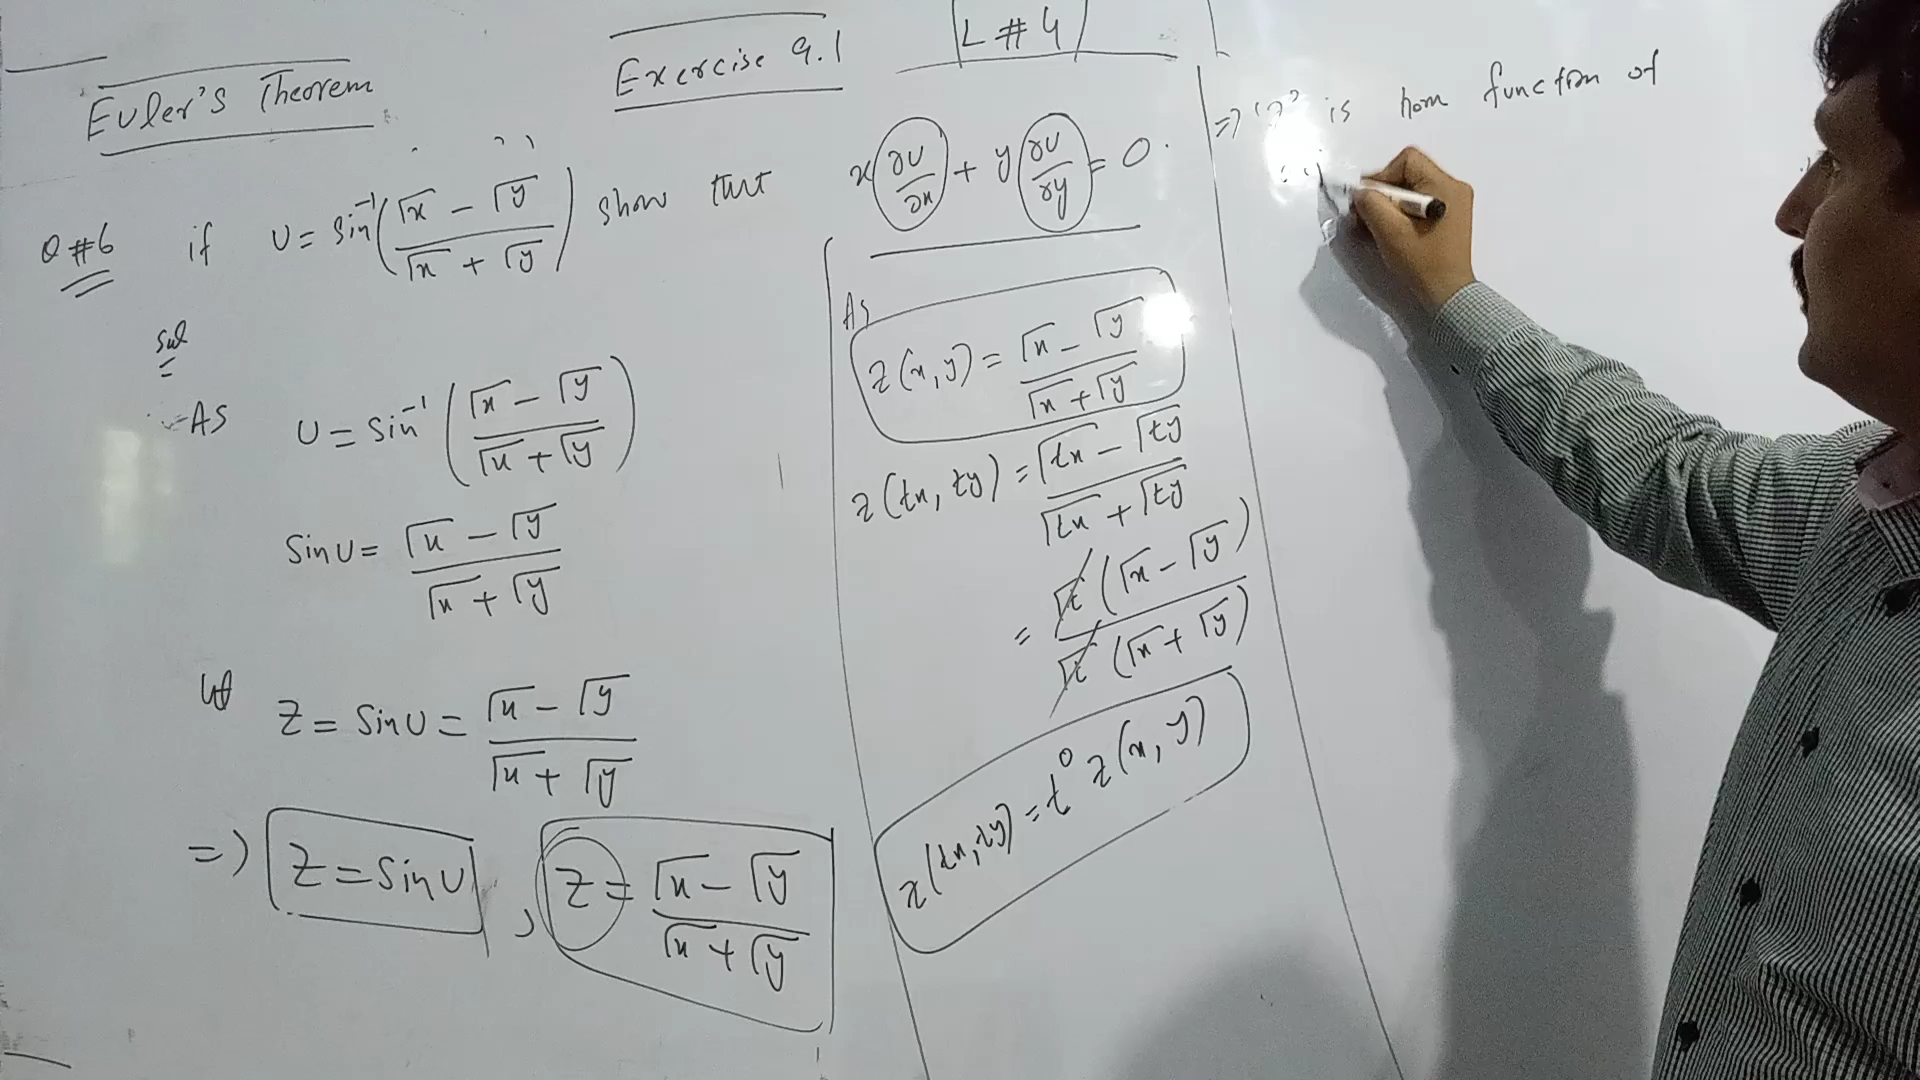 Euler's Theorem
Exercise 9.1
L # 4
Q #6 if U = Sin⁻¹(√x − √y / √x + √y) show that x ∂U/∂x + y ∂U/∂y = 0.
Sol
As U = Sin⁻¹(√x − √y / √x + √y)
Sin U = √x − √y / √x + √y
let Z = Sin U = √x − √y / √x + √y
=> Z = Sin U , Z = √x − √y / √x + √y
As
z(x,y) = √x − √y / √x + √y
z(tx, ty) = √tx − √ty / √tx + √ty
= √t (√x − √y) / √t (√x + √y)
z(tx,ty) = t⁰ z(x, y)
=> 'z' is hom function of